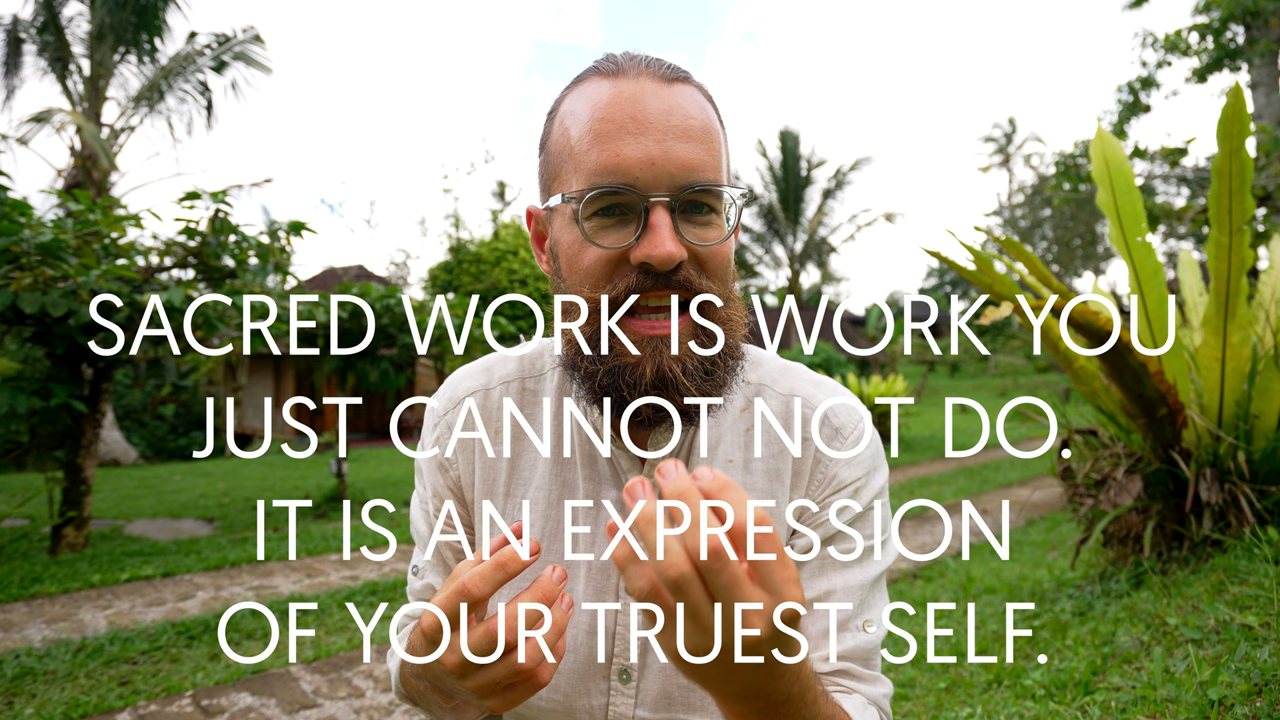 SACRED WORK IS WORK YOU
JUST CANNOT NOT DO.
IT IS AN EXPRESSION
OF YOUR TRUEST SELF.